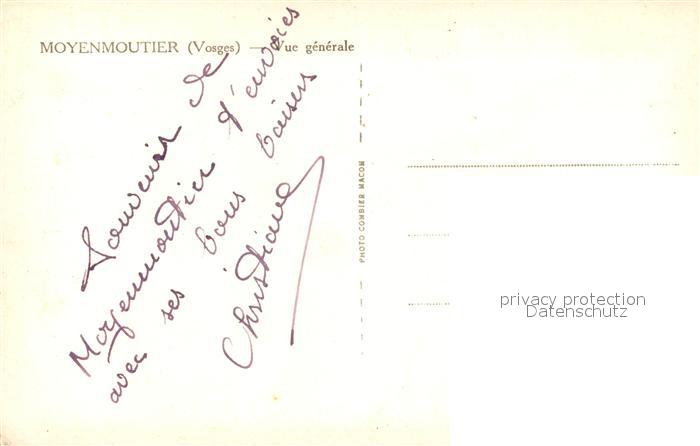 MOYENMOUTIER (Vosges) — Vue générale
Souvenir de
Moyenmoutier d'envoies
avec ses bons baisers
Christiane
PHOTO COMBIER MACON
privacy protection
Datenschutz